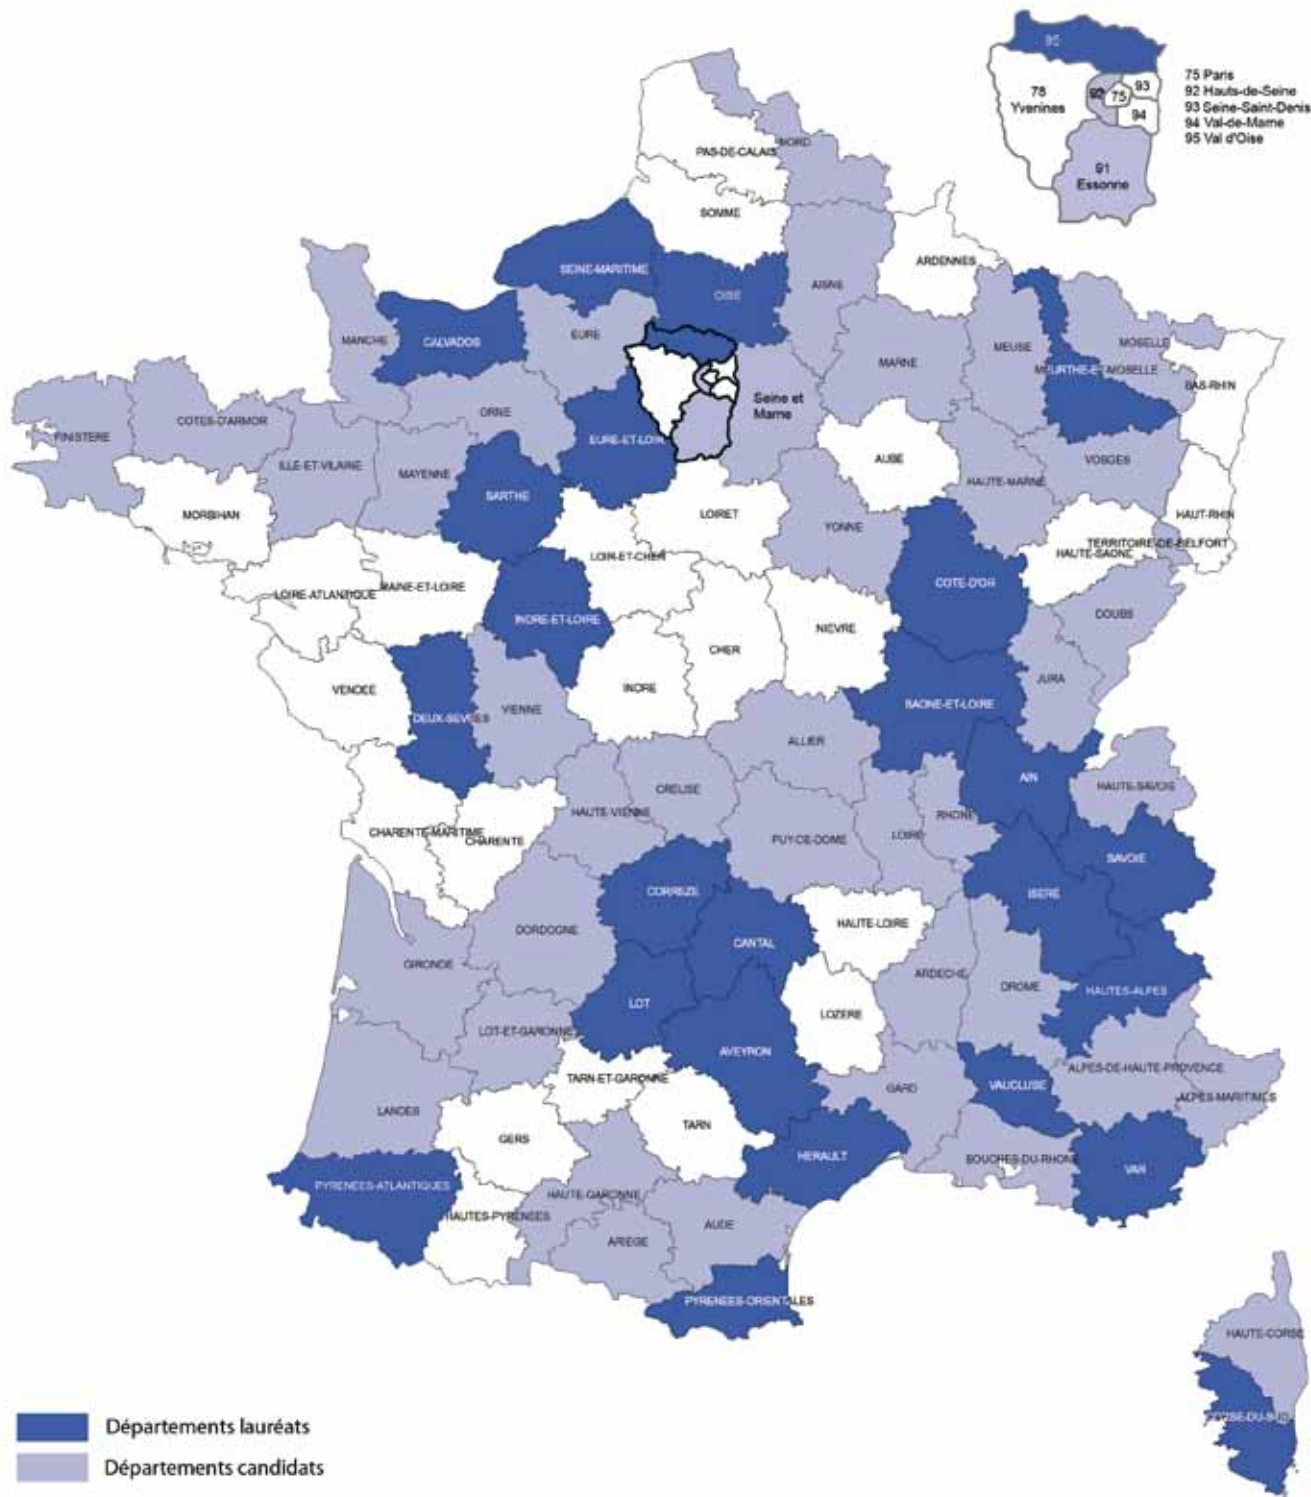 95
78
Yvenines
92
75
93
94
91
Essonne
75 Paris
92 Hauts-de-Seine
93 Seine-Saint-Denis
94 Val-de-Marne
95 Val d'Oise
NORD
PAS-DE-CALAIS
SOMME
SEINE-MARITIME
OISE
AISNE
ARDENNES
MANCHE
CALVADOS
EURE
MARNE
MEUSE
MOSELLE
MEURTHE-ET-MOSELLE
BAS-RHIN
Seine et
Marne
FINISTERE
COTES-D'ARMOR
ORNE
EURE-ET-LOIR
ILLE-ET-VILAINE
MAYENNE
SARTHE
AUBE
HAUTE-MARNE
VOSGES
MORBIHAN
LOIRET
YONNE
HAUT-RHIN
TERRITOIRE-DE-BELFORT
HAUTE-SAONE
LOIR-ET-CHER
LOIRE-ATLANTIQUE
MAINE-ET-LOIRE
INDRE-ET-LOIRE
COTE-D'OR
DOUBS
NIEVRE
CHER
VENDEE
INDRE
JURA
DEUX-SEVRES
VIENNE
SAONE-ET-LOIRE
ALLIER
AIN
HAUTE-SAVOIE
CREUSE
HAUTE-VIENNE
RHONE
CHARENTE-MARITIME
CHARENTE
PUY-DE-DOME
LOIRE
SAVOIE
CORREZE
ISERE
DORDOGNE
CANTAL
HAUTE-LOIRE
GIRONDE
ARDECHE
DROME
HAUTES-ALPES
LOT
LOT-ET-GARONNE
LOZERE
AVEYRON
TARN-ET-GARONNE
VAUCLUSE
ALPES-DE-HAUTE-PROVENCE
GARD
ALPES-MARITIMES
LANDES
GERS
TARN
HERAULT
BOUCHES-DU-RHONE
VAR
PYRENEES-ATLANTIQUES
HAUTE-GARONNE
HAUTES-PYRENEES
AUDE
ARIEGE
PYRENEES-ORIENTALES
HAUTE-CORSE
CORSE-DU-SUD
Départements lauréats
Départements candidats